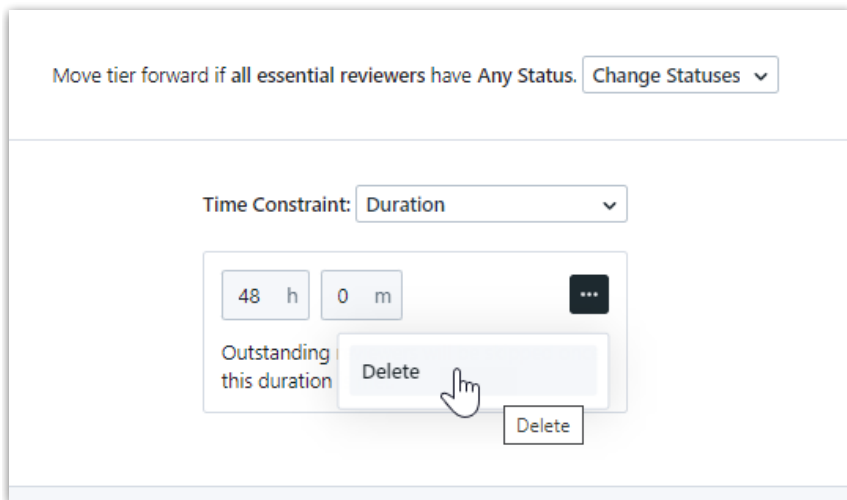 Move tier forward if all essential reviewers have Any Status. Change Statuses
Time Constraint: Duration
48 h 0 m
Outstanding
this duration
Delete
Delete